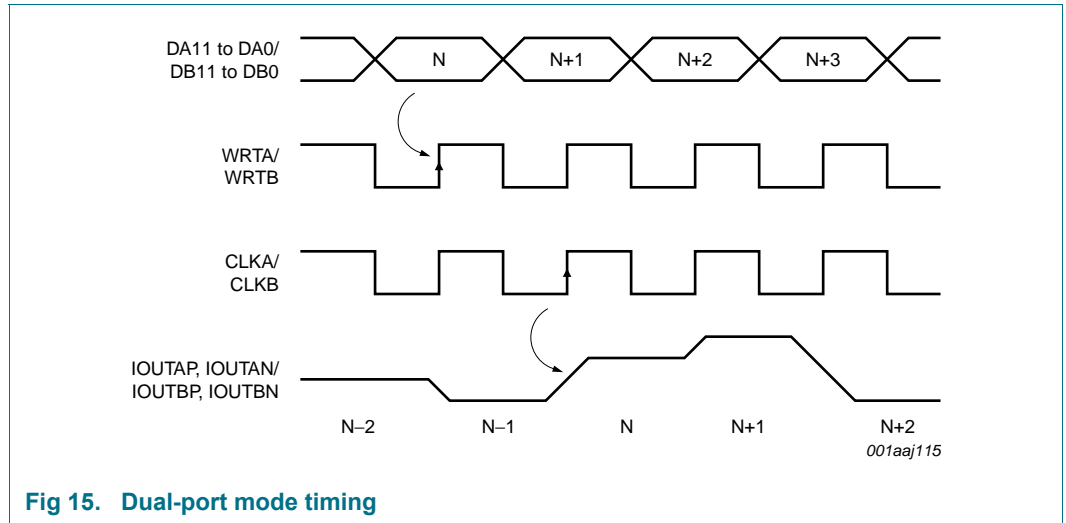 DA11 to DA0/
DB11 to DB0
N
N+1
N+2
N+3
WRTA/
WRTB
CLKA/
CLKB
IOUTAP, IOUTAN/
IOUTBP, IOUTBN
N–2
N–1
N
N+1
N+2
001aaj115
Fig 15. Dual-port mode timing